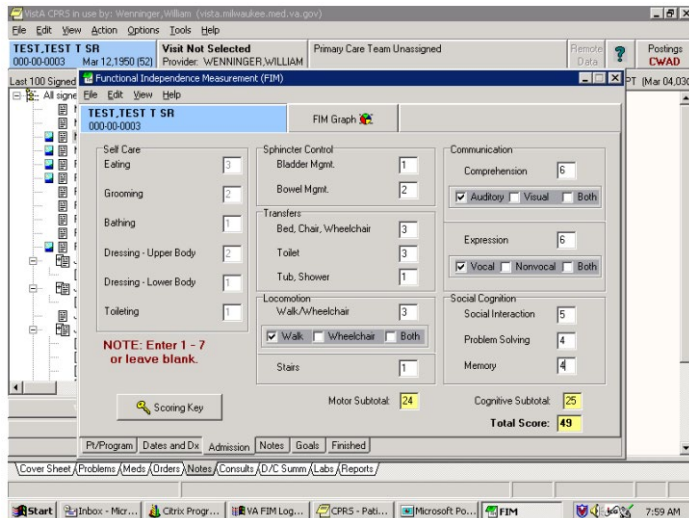 VistA CPRS in use by: Wenninger,William (vista.milwaukee.med.va.gov)
File Edit View Action Options Tools Help
TEST,TEST T SR Visit Not Selected Primary Care Team Unassigned Remote Data ? Postings
000-00-0003 Mar 12,1950 (52) Provider: WENNINGER,WILLIAM CWAD
Last 100 Signed
PT (Mar 04,03
All signe
Functional Independence Measurement (FIM)
File Edit View Help
TEST,TEST T SR
000-00-0003
FIM Graph
Self Care
Eating 3
Grooming 2
Bathing 1
Dressing - Upper Body 2
Dressing - Lower Body 1
Toileting 1
NOTE: Enter 1 - 7
or leave blank.
Scoring Key
Sphincter Control
Bladder Mgmt. 1
Bowel Mgmt. 2
Transfers
Bed, Chair, Wheelchair 3
Toilet 3
Tub, Shower 1
Locomotion
Walk/Wheelchair 3
Walk Wheelchair Both
Stairs 1
Motor Subtotal: 24
Communication
Comprehension 6
Auditory Visual Both
Expression 6
Vocal Nonvocal Both
Social Cognition
Social Interaction 5
Problem Solving 4
Memory 4
Cognitive Subtotal: 25
Total Score: 49
Pt/Program Dates and Dx Admission Notes Goals Finished
Cover Sheet Problems Meds Orders Notes Consults D/C Summ Labs Reports
Start Inbox - Micr... Citrix Progr... VA FIM Log... CPRS - Pati... Microsoft Po... FIM 7:59 AM